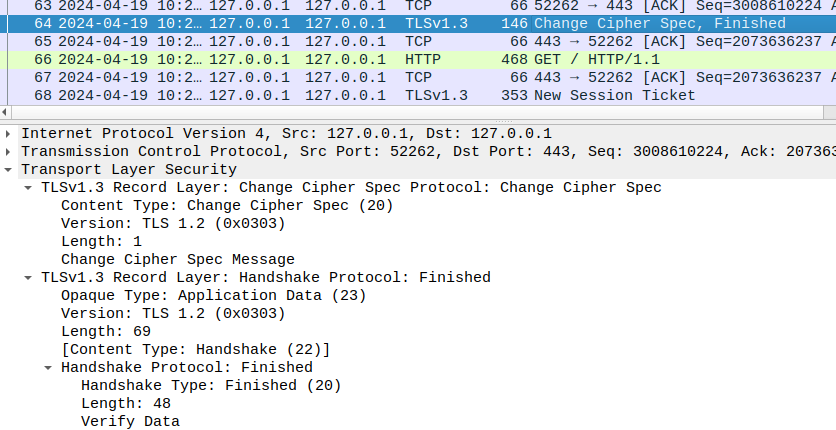 63 2024-04-19 10:2… 127.0.0.1 127.0.0.1 TCP 66 52262 → 443 [ACK] Seq=3008610224 A
64 2024-04-19 10:2… 127.0.0.1 127.0.0.1 TLSv1.3 146 Change Cipher Spec, Finished
65 2024-04-19 10:2… 127.0.0.1 127.0.0.1 TCP 66 443 → 52262 [ACK] Seq=2073636237 A
66 2024-04-19 10:2… 127.0.0.1 127.0.0.1 HTTP 468 GET / HTTP/1.1
67 2024-04-19 10:2… 127.0.0.1 127.0.0.1 TCP 66 443 → 52262 [ACK] Seq=2073636237 A
68 2024-04-19 10:2… 127.0.0.1 127.0.0.1 TLSv1.3 353 New Session Ticket
Internet Protocol Version 4, Src: 127.0.0.1, Dst: 127.0.0.1
Transmission Control Protocol, Src Port: 52262, Dst Port: 443, Seq: 3008610224, Ack: 207363
Transport Layer Security
TLSv1.3 Record Layer: Change Cipher Spec Protocol: Change Cipher Spec
Content Type: Change Cipher Spec (20)
Version: TLS 1.2 (0x0303)
Length: 1
Change Cipher Spec Message
TLSv1.3 Record Layer: Handshake Protocol: Finished
Opaque Type: Application Data (23)
Version: TLS 1.2 (0x0303)
Length: 69
[Content Type: Handshake (22)]
Handshake Protocol: Finished
Handshake Type: Finished (20)
Length: 48
Verify Data